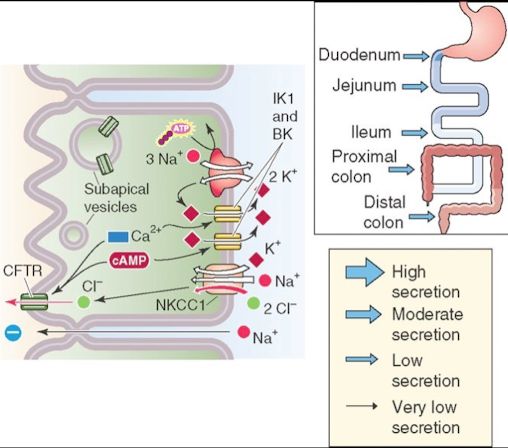 IK1
and
BK
ATP
3 Na⁺
2 K⁺
Subapical
vesicles
Ca²⁺
cAMP
K⁺
CFTR
Cl⁻
Na⁺
NKCC1
2 Cl⁻
Na⁺
Duodenum
Jejunum
Ileum
Proximal
colon
Distal
colon
High
secretion
Moderate
secretion
Low
secretion
Very low
secretion